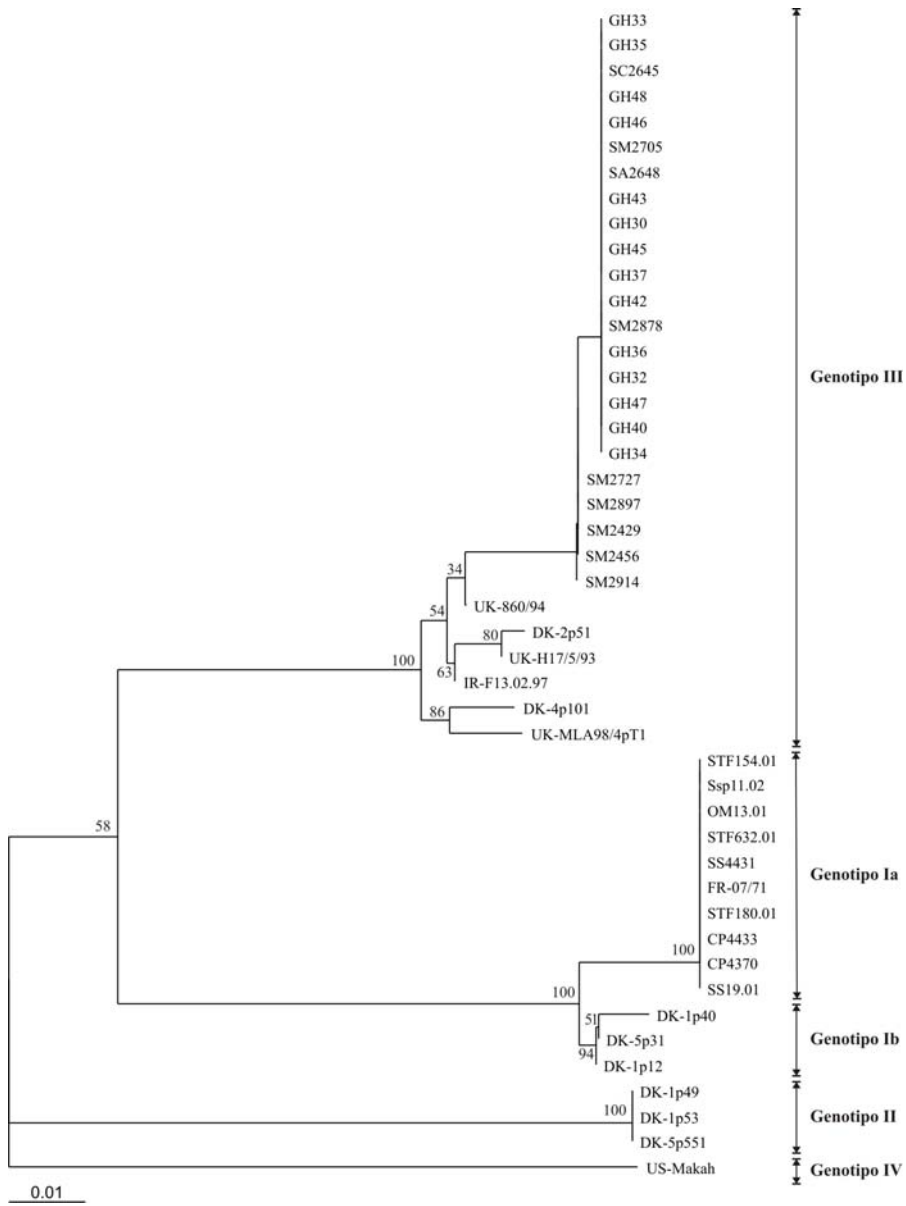 GH33
GH35
SC2645
GH48
GH46
SM2705
SA2648
GH43
GH30
GH45
GH37
GH42
SM2878
GH36
Genotipo III
GH32
GH47
GH40
GH34
SM2727
SM2897
SM2429
SM2456
34
SM2914
UK-860/94
54
DK-2p51
80
UK-H17/5/93
100
63
IR-F13.02.97
DK-4p101
86
UK-MLA98/4pT1
STF154.01
Ssp11.02
OM13.01
58
STF632.01
SS4431
Genotipo Ia
FR-07/71
STF180.01
CP4433
100
CP4370
SS19.01
100
DK-1p40
51
DK-5p31
Genotipo Ib
94
DK-1p12
DK-1p49
100
DK-1p53
Genotipo II
DK-5p551
US-Makah
Genotipo IV
0.01